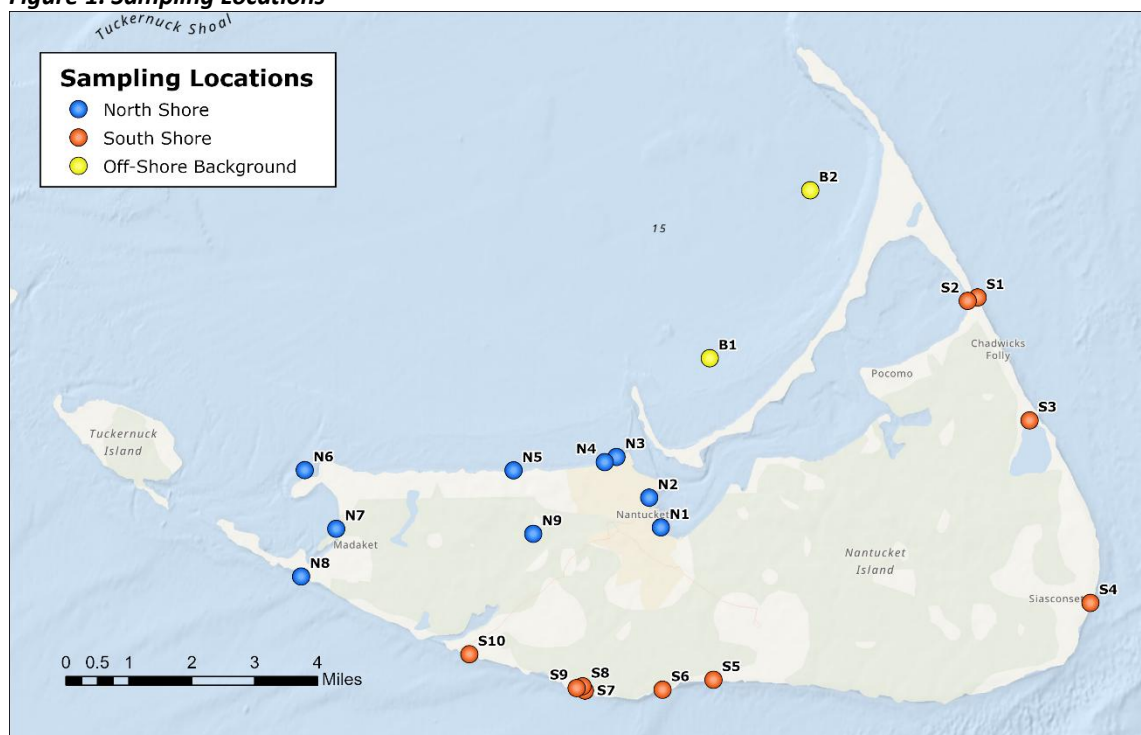 Figure 1. Sampling Locations
Tuckernuck Shoal
Sampling Locations
North Shore
South Shore
Off-Shore Background
B2
15
S2
S1
Chadwicks
Folly
B1
Pocomo
S3
Tuckernuck
Island
N6
N5
N4
N3
N2
Nantucket
N1
N7
Madaket
N9
N8
Nantucket
Island
Siasconset
S4
S10
S9
S8
S7
S6
S5
0 0.5 1 2 3 4
Miles